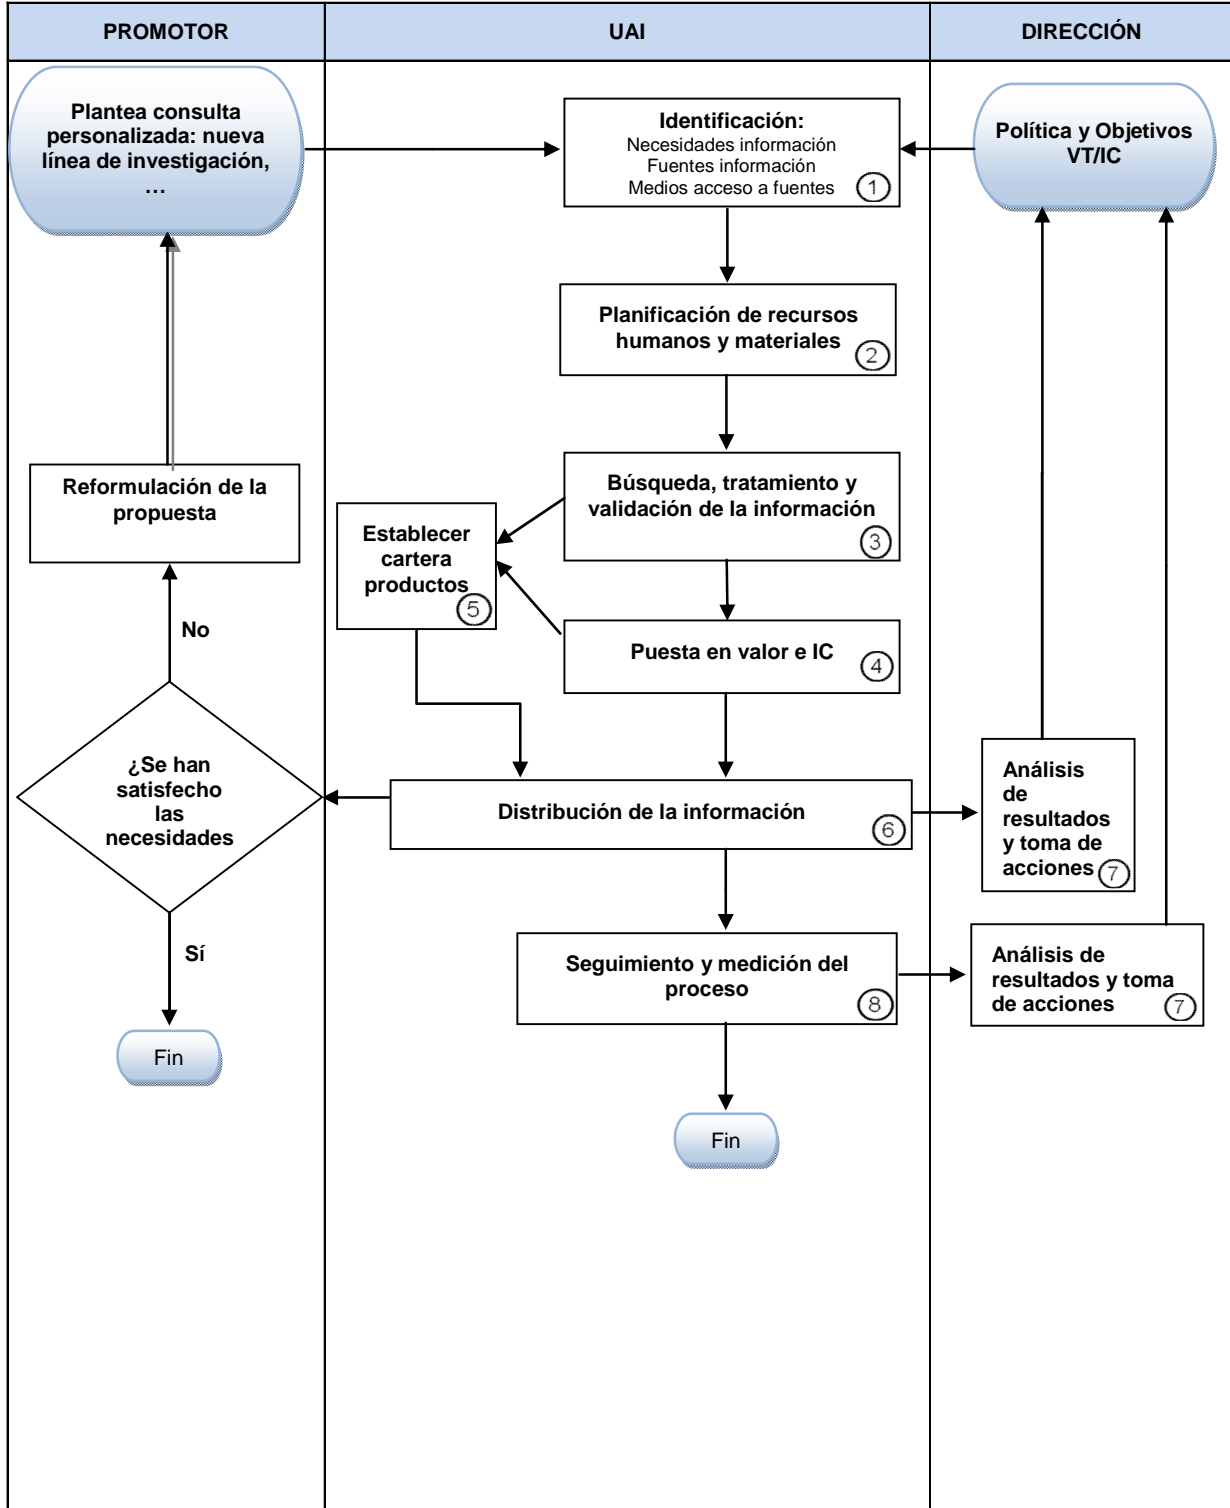 PROMOTOR
UAI
DIRECCIÓN
Plantea consulta
personalizada: nueva
línea de investigación,
…
Identificación:
Necesidades información
Fuentes información
Medios acceso a fuentes
1
Política y Objetivos
VT/IC
Planificación de recursos
humanos y materiales
2
Búsqueda, tratamiento y
validación de la información
3
Reformulación de la
propuesta
Establecer
cartera
productos
5
No
Puesta en valor e IC
4
¿Se han
satisfecho
las
necesidades
Distribución de la información
6
Análisis
de
resultados
y toma de
acciones
7
Sí
Seguimiento y medición del
proceso
8
Análisis de
resultados y toma
de acciones
7
Fin
Fin